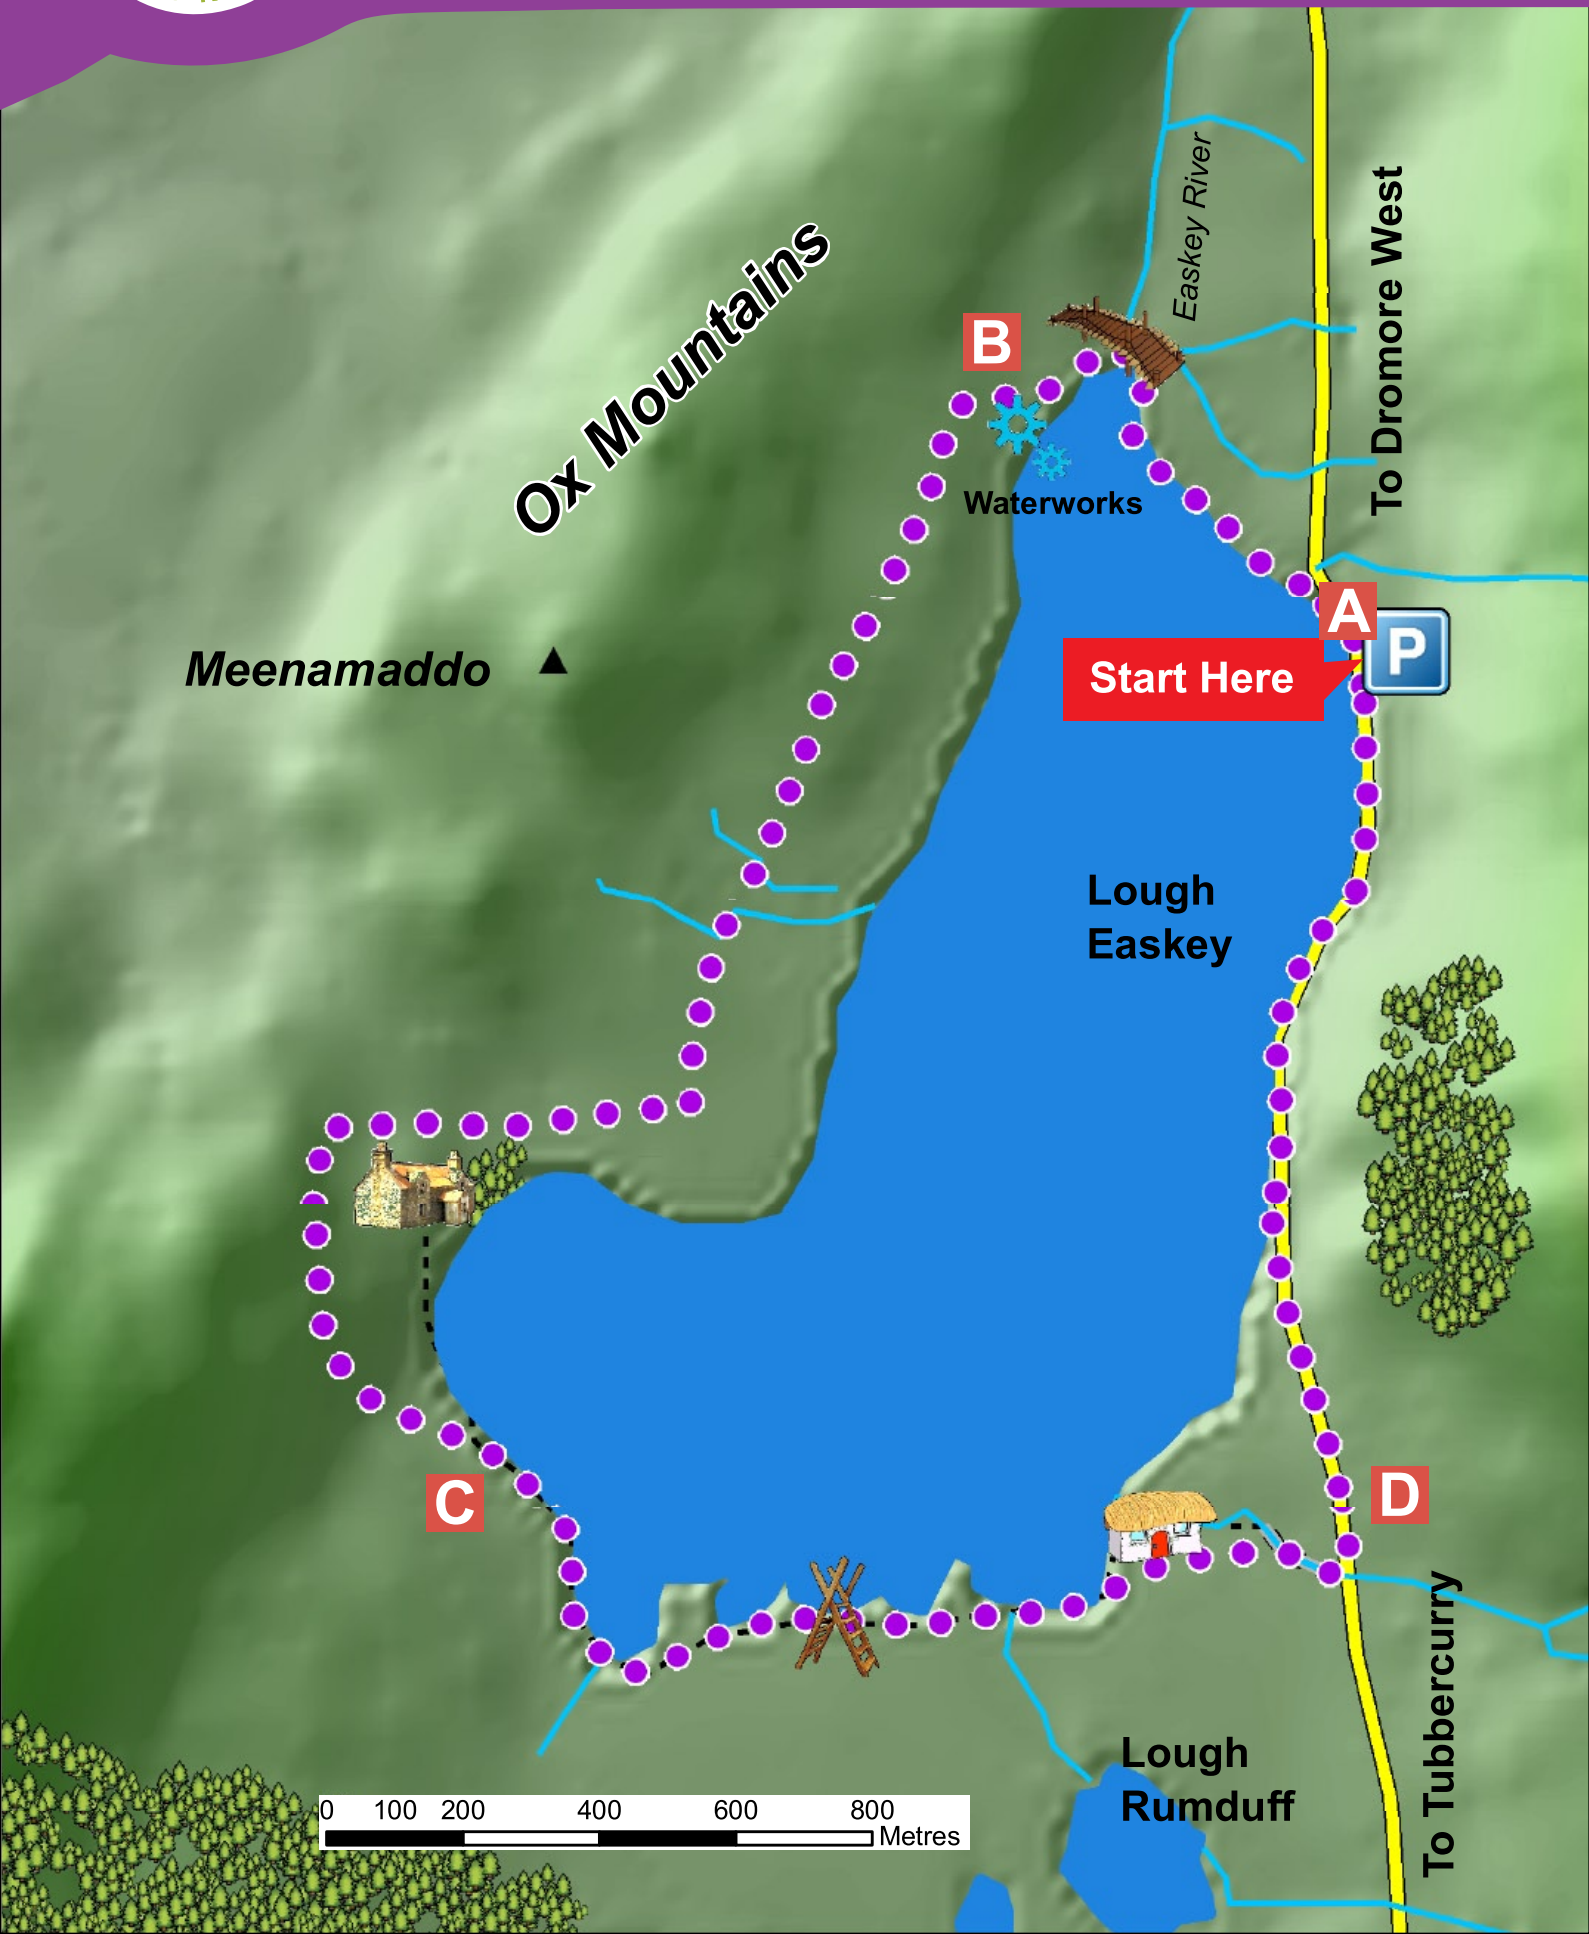 Easkey River
To Dromore West
Ox Mountains
B
Waterworks
A
P
Start Here
Meenamaddo
Lough
Easkey
C
D
To Tubbercurry
Lough
Rumduff
0 100 200 400 600 800
Metres